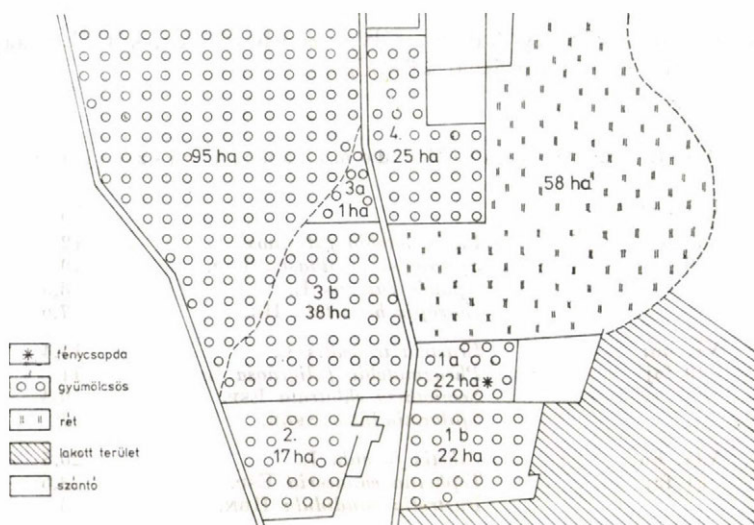 95 ha
4.
25 ha
58 ha
3a
1 ha
3 b
38 ha
1a
22 ha
2.
17 ha
1 b
22 ha
fénycsapda
gyümölcsös
rét
lakott terület
szántó